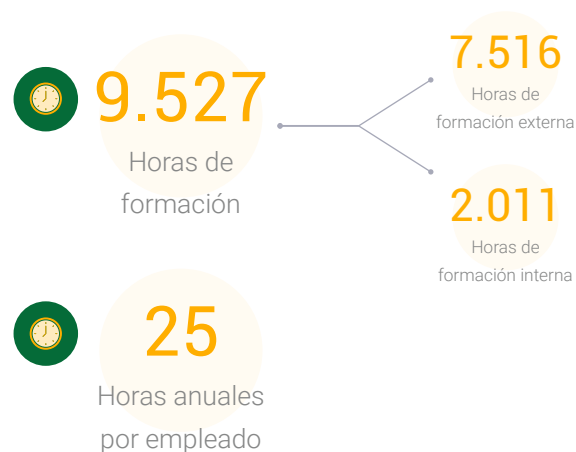 9.527
Horas de
formación
7.516
Horas de
formación externa
2.011
Horas de
formación interna
25
Horas anuales
por empleado